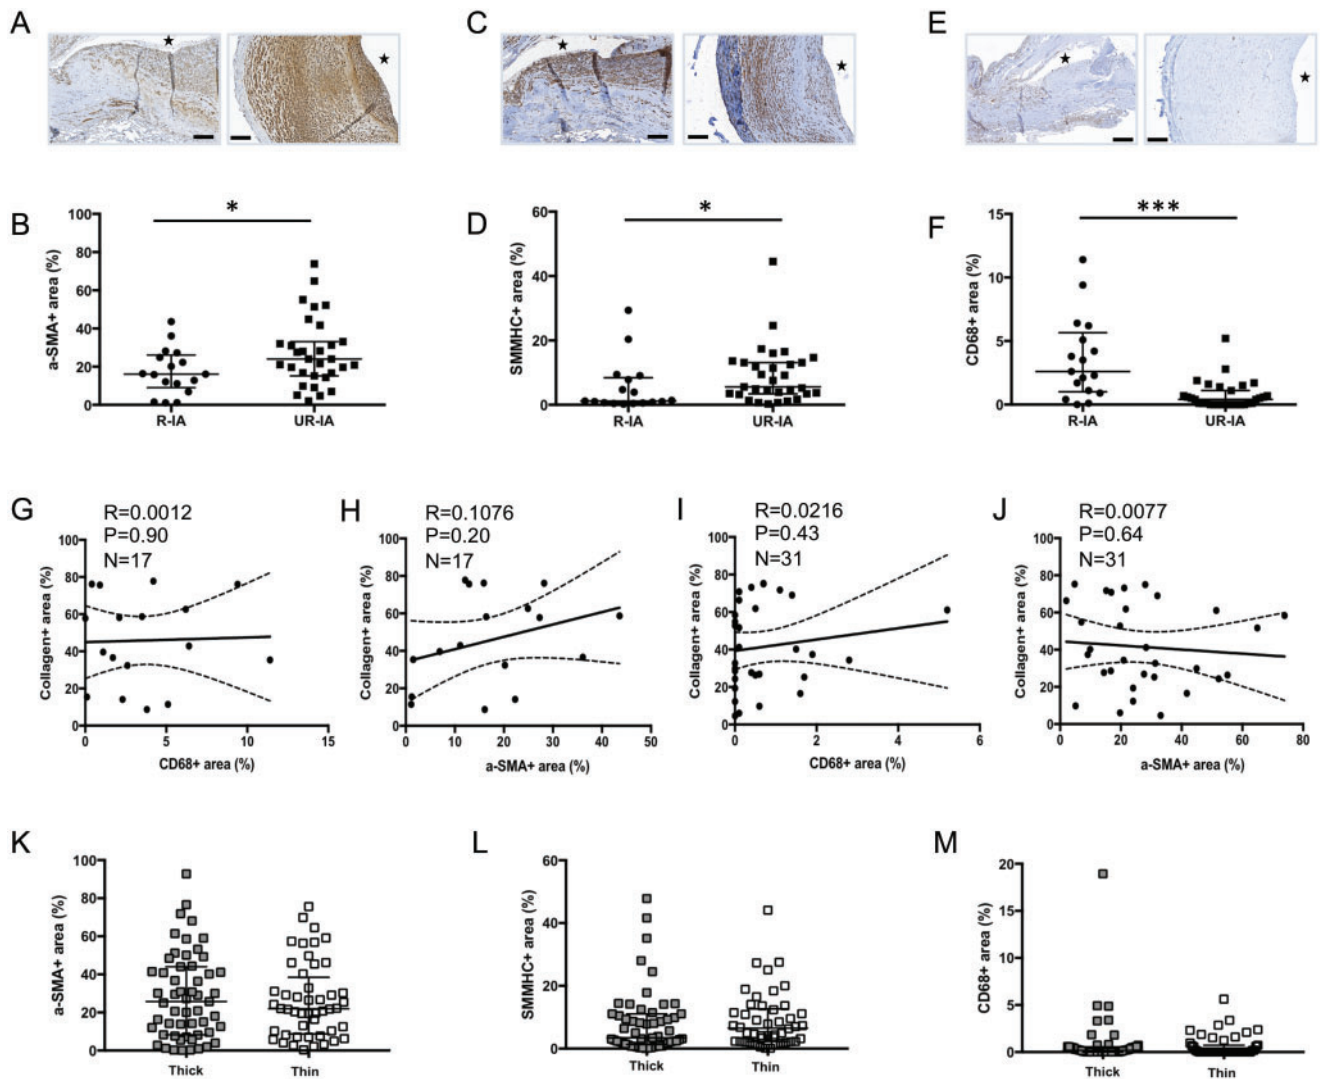 A
C
E
B
a-SMA+ area (%)
100
80
60
40
20
0
*
R-IA
UR-IA
D
SMMHC+ area (%)
60
40
20
0
*
R-IA
UR-IA
F
CD68+ area (%)
15
10
5
0
***
R-IA
UR-IA
G
R=0.0012
P=0.90
N=17
Collagen+ area (%)
100
80
60
40
20
0
0 5 10 15
CD68+ area (%)
H
R=0.1076
P=0.20
N=17
Collagen+ area (%)
100
80
60
40
20
0
0 10 20 30 40 50
a-SMA+ area (%)
I
R=0.0216
P=0.43
N=31
Collagen+ area (%)
100
80
60
40
20
0
0 2 4 6
CD68+ area (%)
J
R=0.0077
P=0.64
N=31
Collagen+ area (%)
100
80
60
40
20
0
0 20 40 60 80
a-SMA+ area (%)
K
a-SMA+ area (%)
100
80
60
40
20
0
Thick
Thin
L
SMMHC+ area (%)
60
40
20
0
Thick
Thin
M
CD68+ area (%)
20
15
10
5
0
Thick
Thin